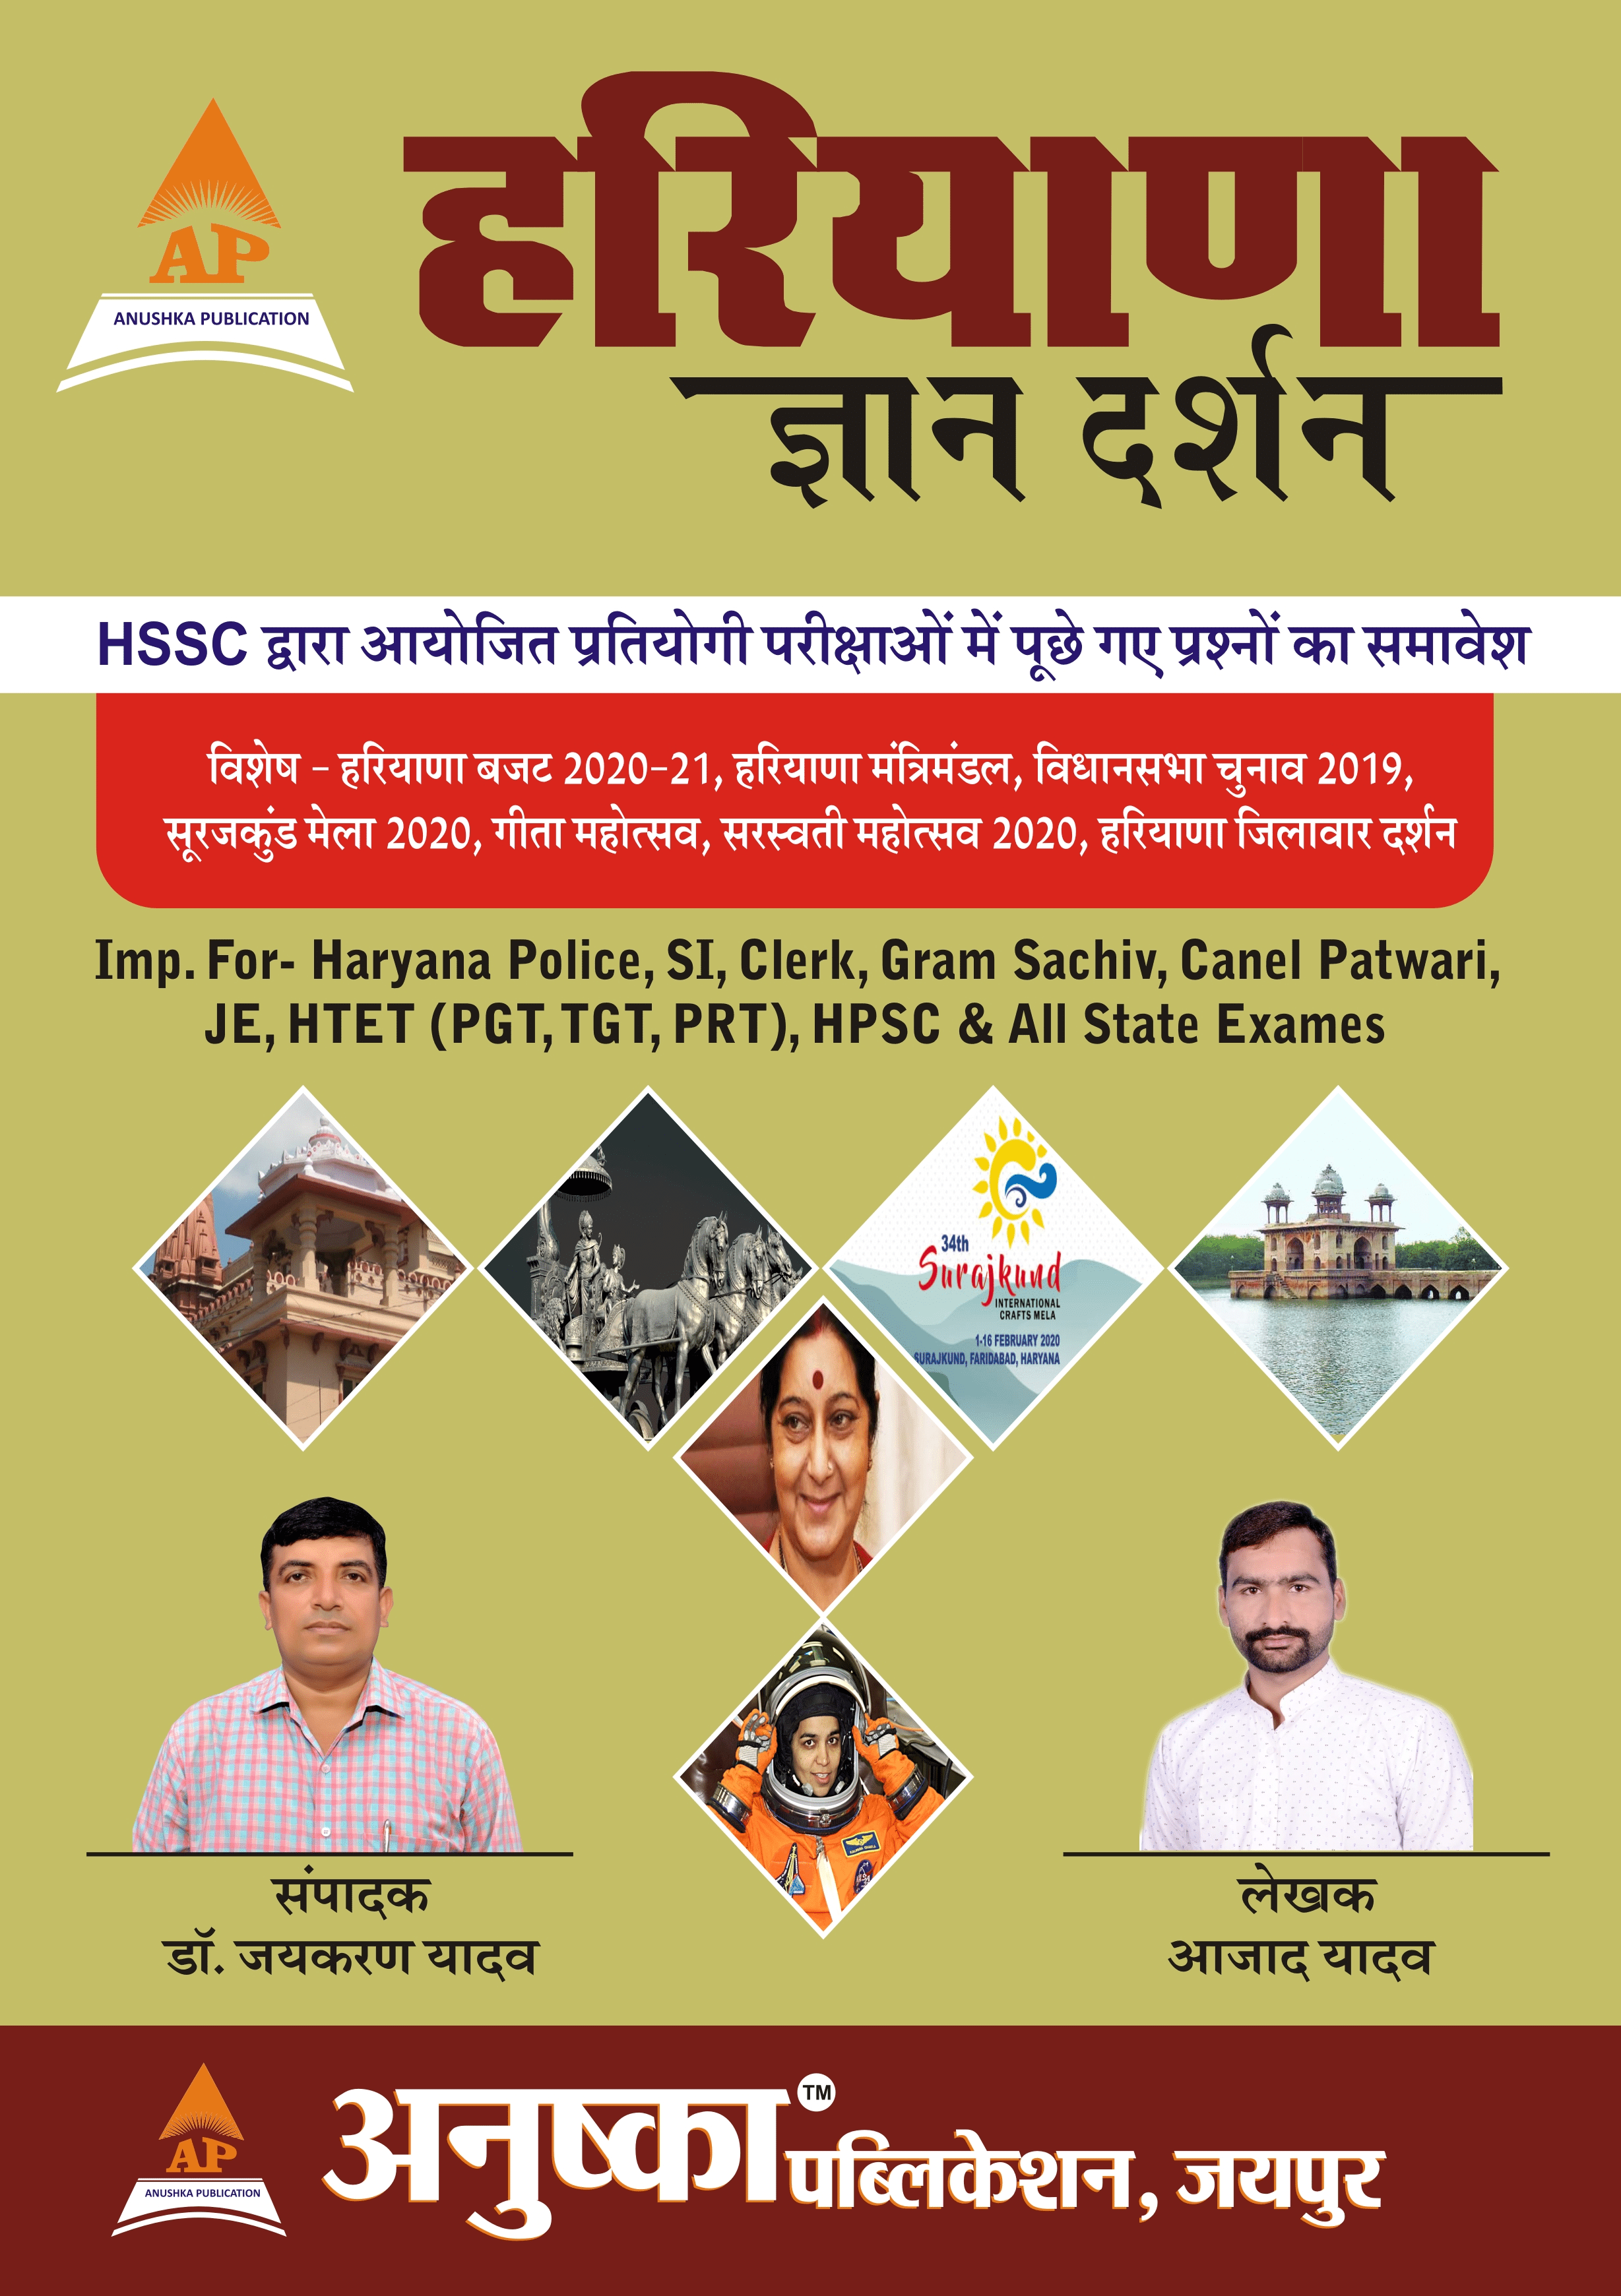 AP
ANUSHKA PUBLICATION
हरियाणा
ज्ञान दर्शन
HSSC द्वारा आयोजित प्रतियोगी परीक्षाओं में पूछे गए प्रश्नों का समावेश
विशेष - हरियाणा बजट 2020-21, हरियाणा मंत्रिमंडल, विधानसभा चुनाव 2019,
सूरजकुंड मेला 2020, गीता महोत्सव, सरस्वती महोत्सव 2020, हरियाणा जिलावार दर्शन
Imp. For- Haryana Police, SI, Clerk, Gram Sachiv, Canel Patwari,
JE, HTET (PGT, TGT, PRT), HPSC & All State Exames
34th
Surajkund
INTERNATIONAL
CRAFTS MELA
1-16 FEBRUARY 2020
SURAJKUND, FARIDABAD, HARYANA
संपादक
डॉ. जयकरण यादव
लेखक
आजाद यादव
AP
ANUSHKA PUBLICATION
अनुष्का TM
पब्लिकेशन, जयपुर